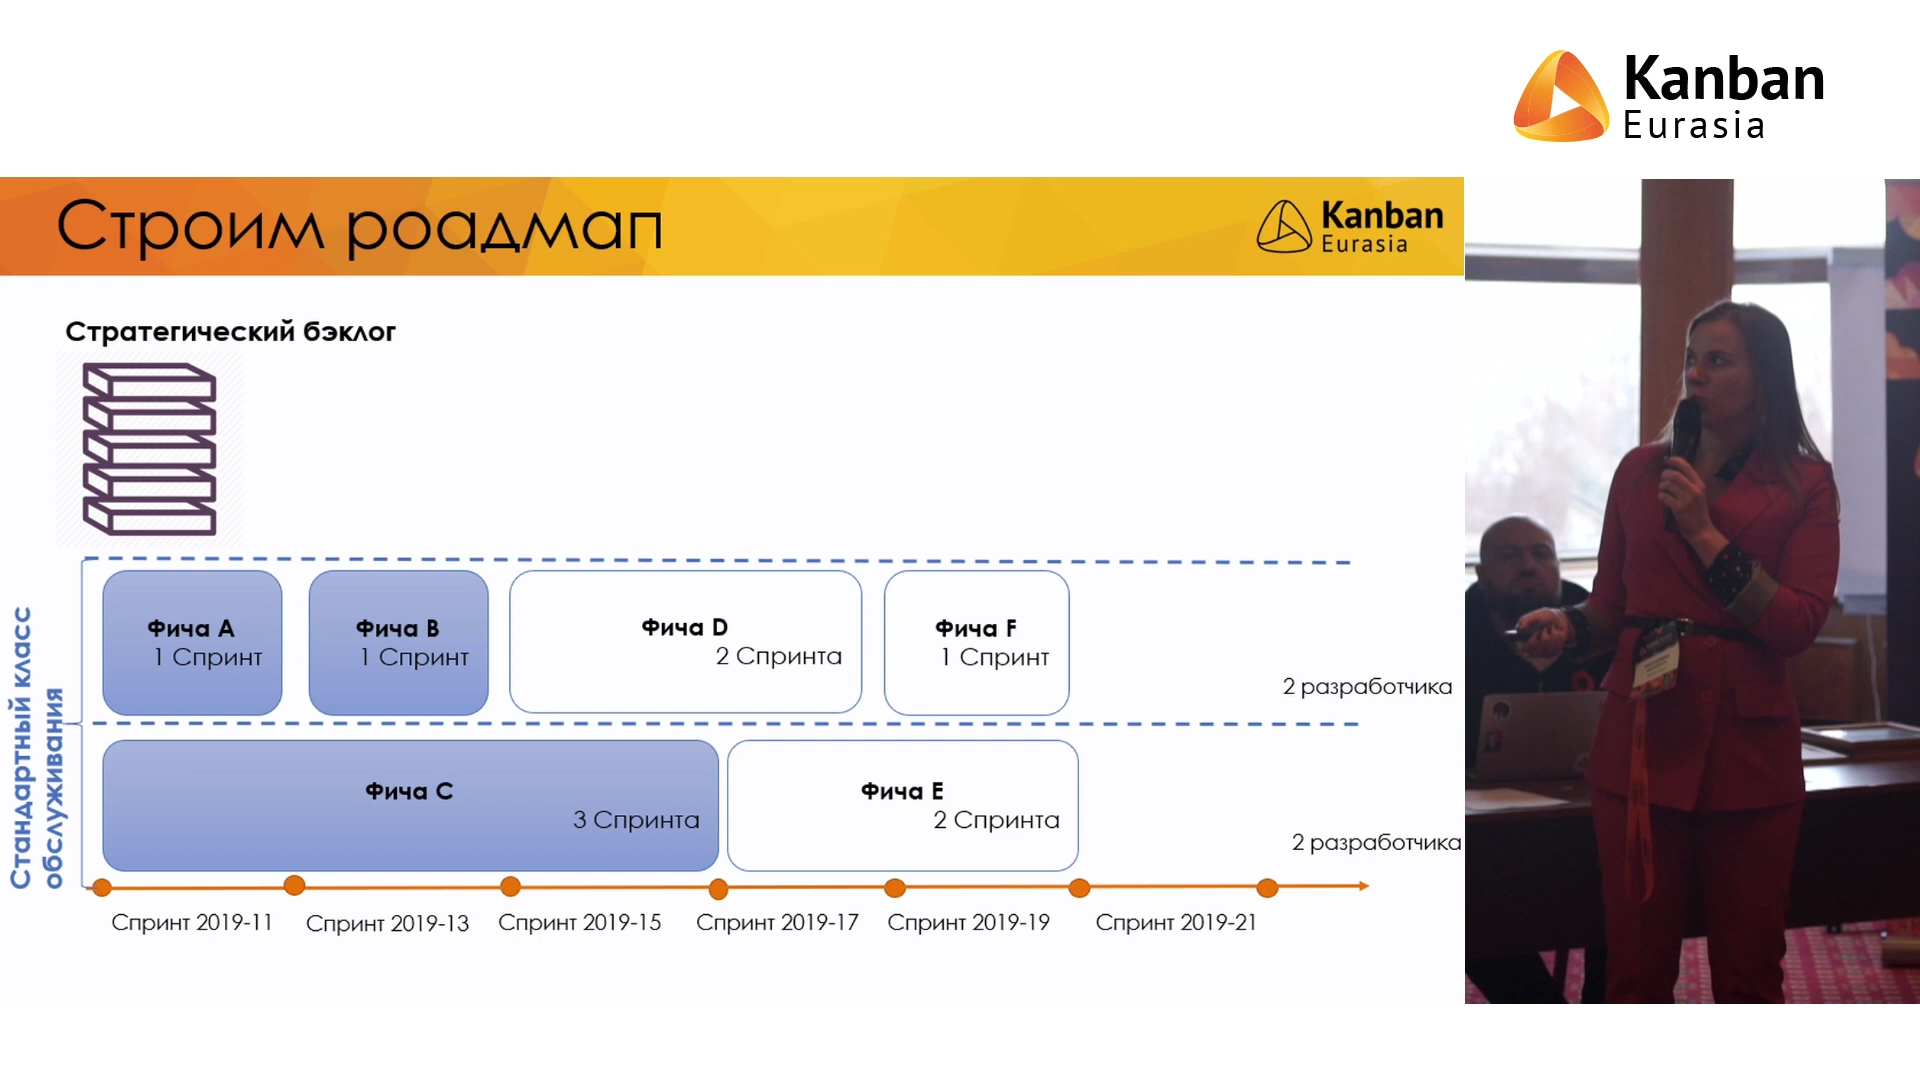 Kanban
Eurasia
Строим роадмап
Kanban
Eurasia
Стратегический бэклог
Стандартный класс
обслуживания
Фича A
1 Спринт
Фича B
1 Спринт
Фича D
2 Спринта
Фича F
1 Спринт
2 разработчика
Фича C
3 Спринта
Фича E
2 Спринта
2 разработчика
Спринт 2019-11
Спринт 2019-13
Спринт 2019-15
Спринт 2019-17
Спринт 2019-19
Спринт 2019-21